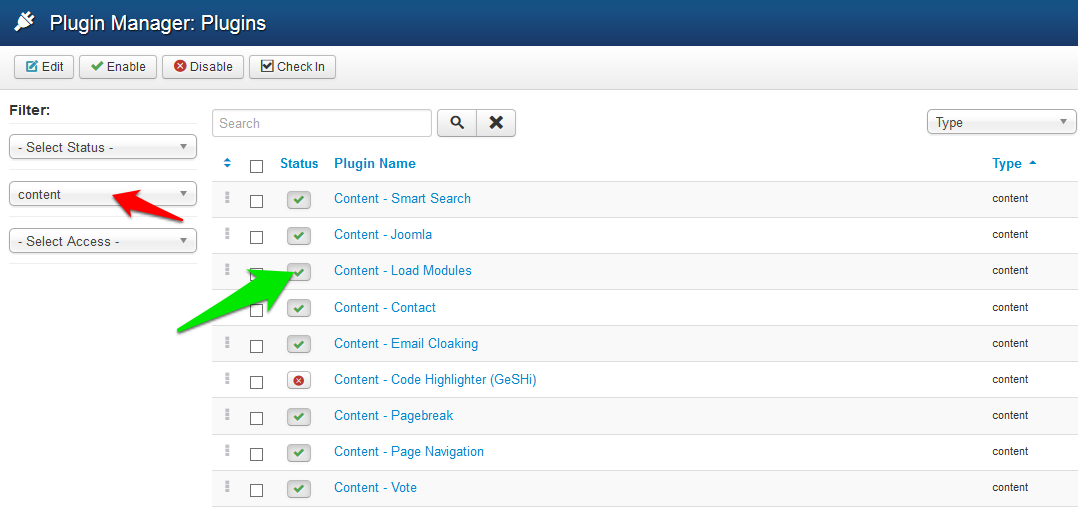 Plugin Manager: Plugins
Edit
Enable
Disable
Check In
Filter:
- Select Status -
content
- Select Access -
Search
Type
Status
Plugin Name
Type
Content - Smart Search
content
Content - Joomla
content
Content - Load Modules
content
Content - Contact
content
Content - Email Cloaking
content
Content - Code Highlighter (GeSHi)
content
Content - Pagebreak
content
Content - Page Navigation
content
Content - Vote
content